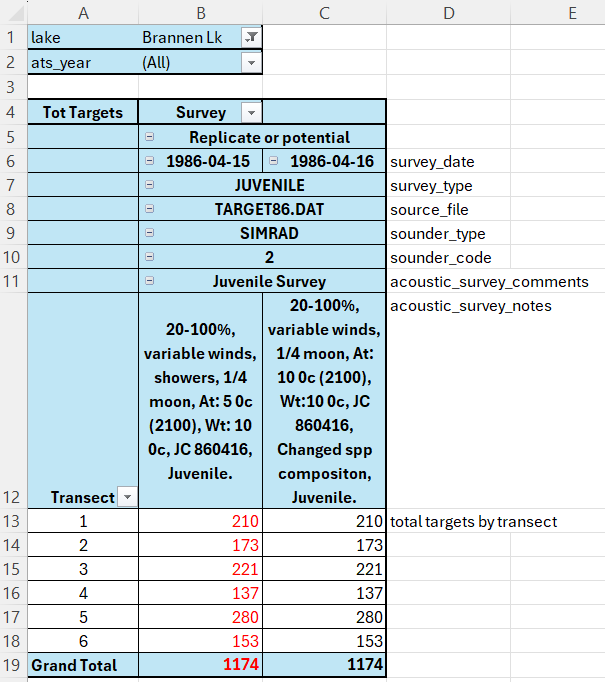 A B C D E
1 lake Brannen Lk
2 ats_year (All)
3
4 Tot Targets Survey
5 Replicate or potential
6 1986-04-15 1986-04-16 survey_date
7 JUVENILE survey_type
8 TARGET86.DAT source_file
9 SIMRAD sounder_type
10 2 sounder_code
11 Juvenile Survey acoustic_survey_comments
20-100%, acoustic_survey_notes
20-100%, variable winds,
variable winds, 1/4 moon, At:
showers, 1/4 10 0c (2100),
moon, At: 5 0c Wt:10 0c, JC
(2100), Wt: 10 860416,
0c, JC 860416, Changed spp
Juvenile. compositon,
12 Transect Juvenile.
13 1 210 210 total targets by transect
14 2 173 173
15 3 221 221
16 4 137 137
17 5 280 280
18 6 153 153
19 Grand Total 1174 1174